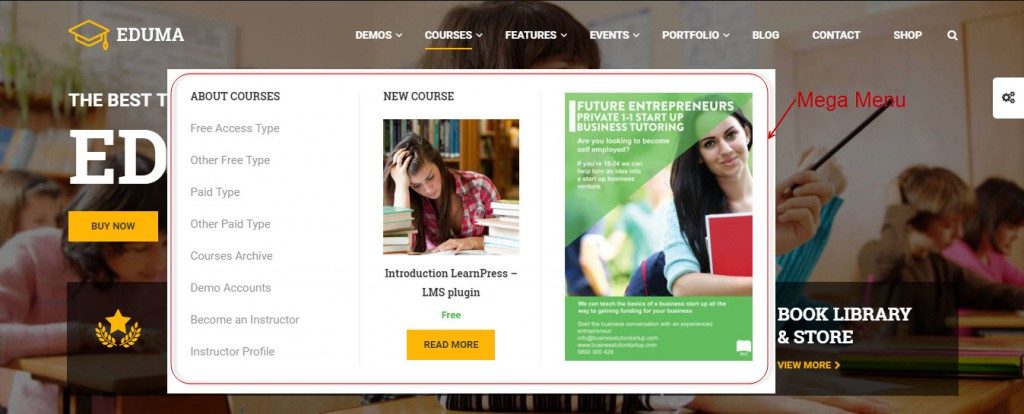 EDUMA
DEMOS
COURSES
FEATURES
EVENTS
PORTFOLIO
BLOG
CONTACT
SHOP
THE BEST T
ED
BUY NOW
ABOUT COURSES
Free Access Type
Other Free Type
Paid Type
Other Paid Type
Courses Archive
Demo Accounts
Become an Instructor
Instructor Profile
NEW COURSE
Introduction LearnPress –
LMS plugin
Free
READ MORE
FUTURE ENTREPRENEURS
PRIVATE 1-1 START UP
BUSINESS TUTORING
Are you looking to become
self employed?
If you're 18-24 we can
help turn an idea into
a start up business
venture.
We can teach the basics of a business start up all the
way to gaining funding for your business
Start the business conversation with an experienced
entrepreneur:
info@businesstutorstartup.com
www.businesstutorstartup.com
0800 300 426
Mega Menu
BOOK LIBRARY
& STORE
VIEW MORE